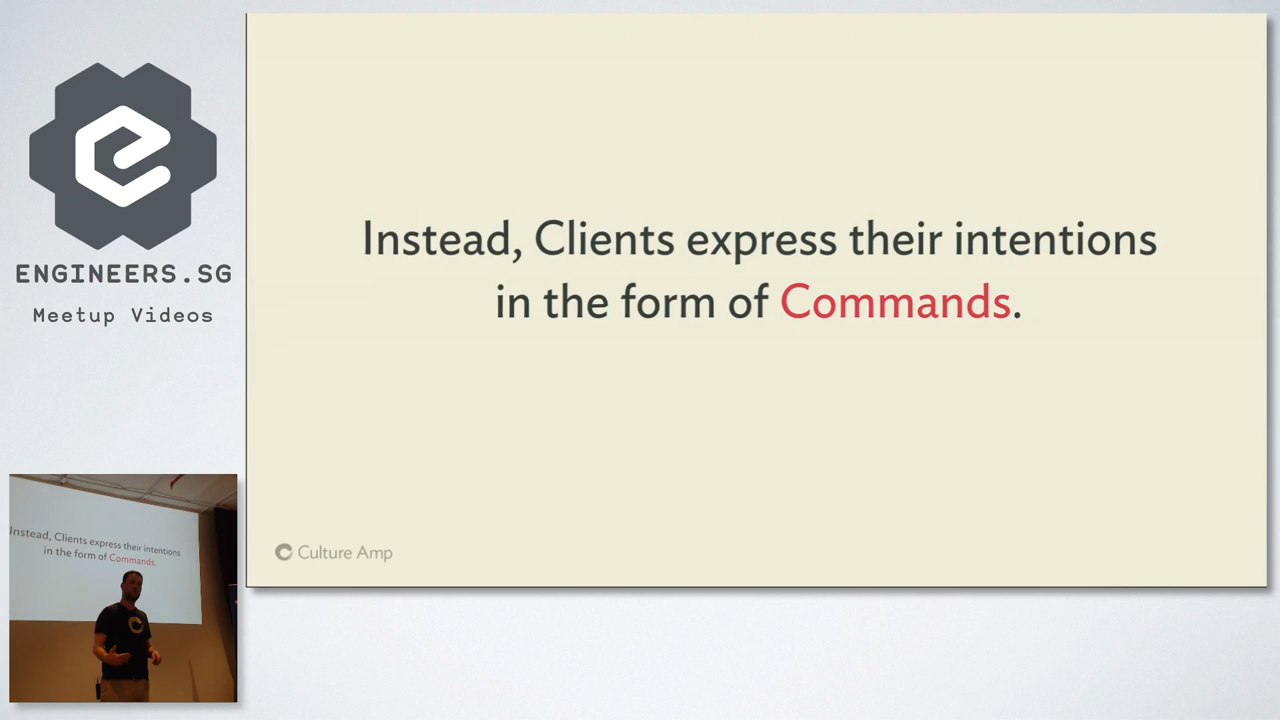 ENGINEERS.SG
Meetup Videos
Instead, Clients express their intentions
in the form of Commands.
Culture Amp
Instead, Clients express their intentions
in the form of Commands.